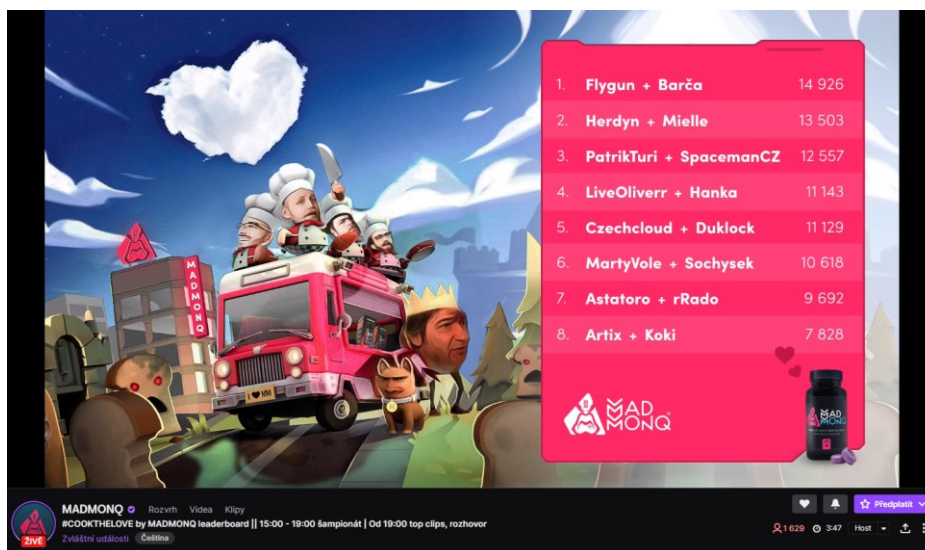 1. Flygun + Barča 14 926
2. Herdyn + Mielle 13 503
3. PatrikTuri + SpacemanCZ 12 557
4. LiveOliverr + Hanka 11 143
5. Czechcloud + Duklock 11 129
6. MartyVole + Sochysek 10 618
7. Astatoro + rRado 9 692
8. Artix + Koki 7 828
MADMONQ
I ♥ MM
MAD
MONQ
MAD
MONQ
MADMONQ Rozvrh Videa Klipy
Předplatit
#COOKTHELOVE by MADMONQ leaderboard || 15:00 - 19:00 šampionát | Od 19:00 top clips, rozhovor
1 629 3:47 Host
ŽIVĚ
Zvláštní události Čeština